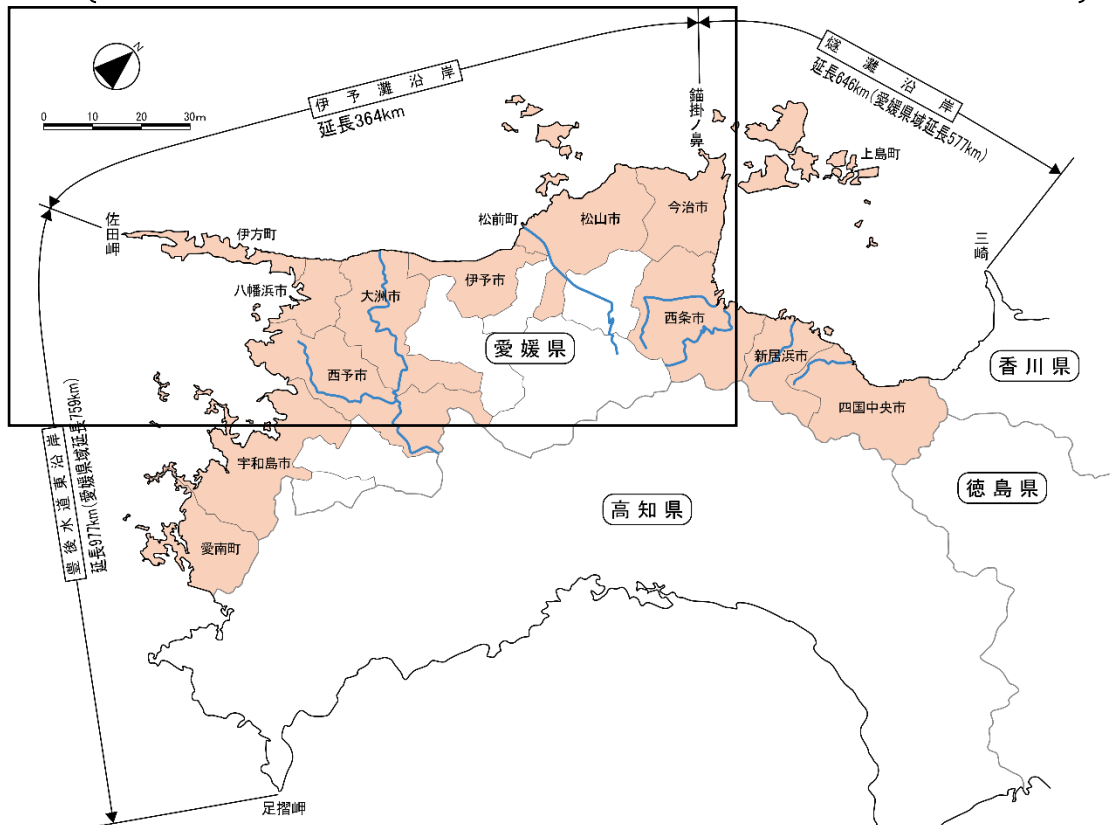 N
0 10 20 30m
伊予灘沿岸
延長364km
錨掛ノ鼻
燧灘沿岸
延長646km(愛媛県域延長577km)
上島町
三崎
佐田岬
伊方町
八幡浜市
大洲市
伊予市
松前町
松山市
今治市
西条市
新居浜市
四国中央市
愛媛県
香川県
西予市
宇和島市
愛南町
高知県
徳島県
豊後水道東沿岸
延長977km(愛媛県域延長759km)
足摺岬